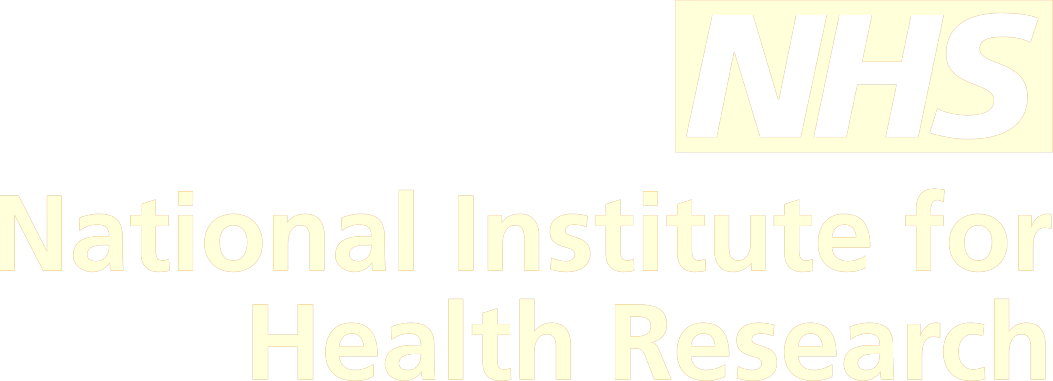 NHS
National Institute for
Health Research